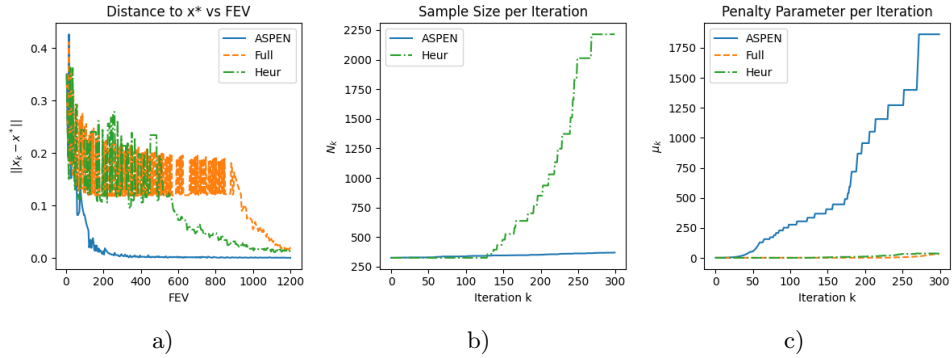 Distance to x* vs FEV
ASPEN
Full
Heur
||x_k − x*||
0.4
0.3
0.2
0.1
0.0
0 200 400 600 800 1000 1200
FEV
a)
Sample Size per Iteration
ASPEN
Heur
N_k
2250
2000
1750
1500
1250
1000
750
500
250
0 50 100 150 200 250 300
Iteration k
b)
Penalty Parameter per Iteration
ASPEN
Full
Heur
μ_k
1750
1500
1250
1000
750
500
250
0
0 50 100 150 200 250 300
Iteration k
c)